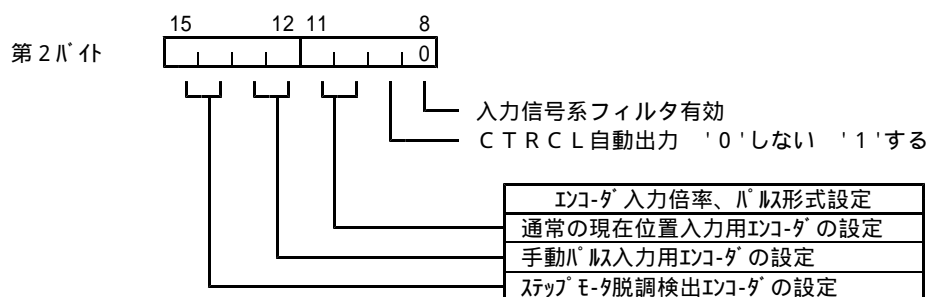 15 12 11 8
第２ﾊﾞｲﾄ 0
入力信号系フィルタ有効
ＣＴＲＣＬ自動出力 '０'しない '１'する
ｴﾝｺ-ﾀﾞ入力倍率、ﾊﾟﾙｽ形式設定
通常の現在位置入力用ｴﾝｺ-ﾀﾞの設定
手動ﾊﾟﾙｽ入力用ｴﾝｺ-ﾀﾞの設定
ｽﾃｯﾌﾟﾓ-ﾀ脱調検出ｴﾝｺ-ﾀﾞの設定